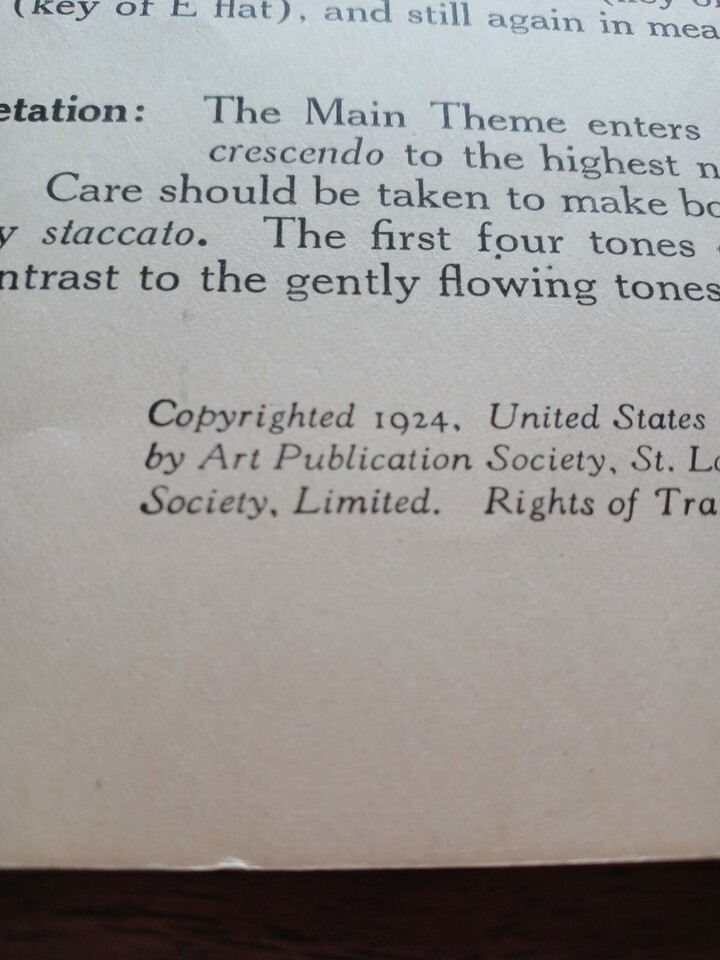 (key of E flat), and still again in mea
etation: The Main Theme enters
crescendo to the highest n
Care should be taken to make bo
y staccato. The first four tones
ntrast to the gently flowing tones
Copyrighted 1924, United States
by Art Publication Society, St. Lo
Society, Limited. Rights of Tra